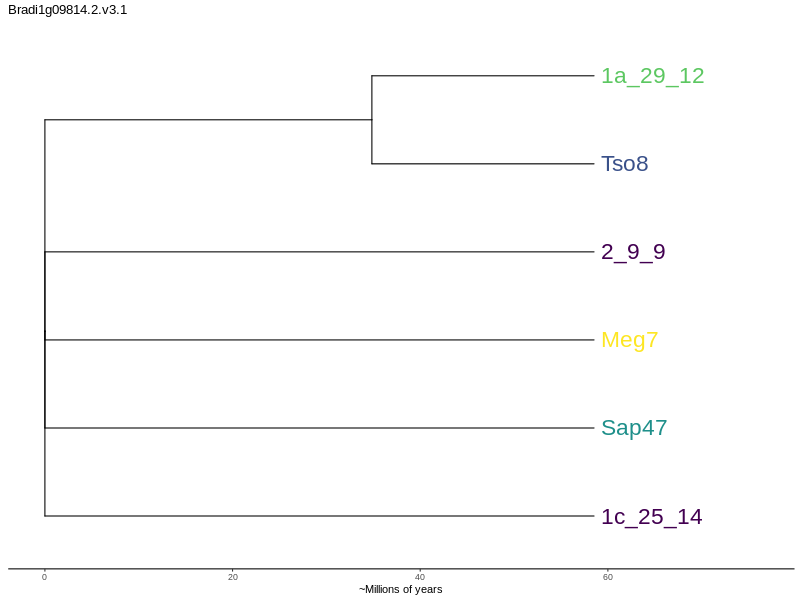 Bradi1g09814.2.v3.1
1a_29_12
Tso8
2_9_9
Meg7
Sap47
1c_25_14
0 20 40 60
~Millions of years